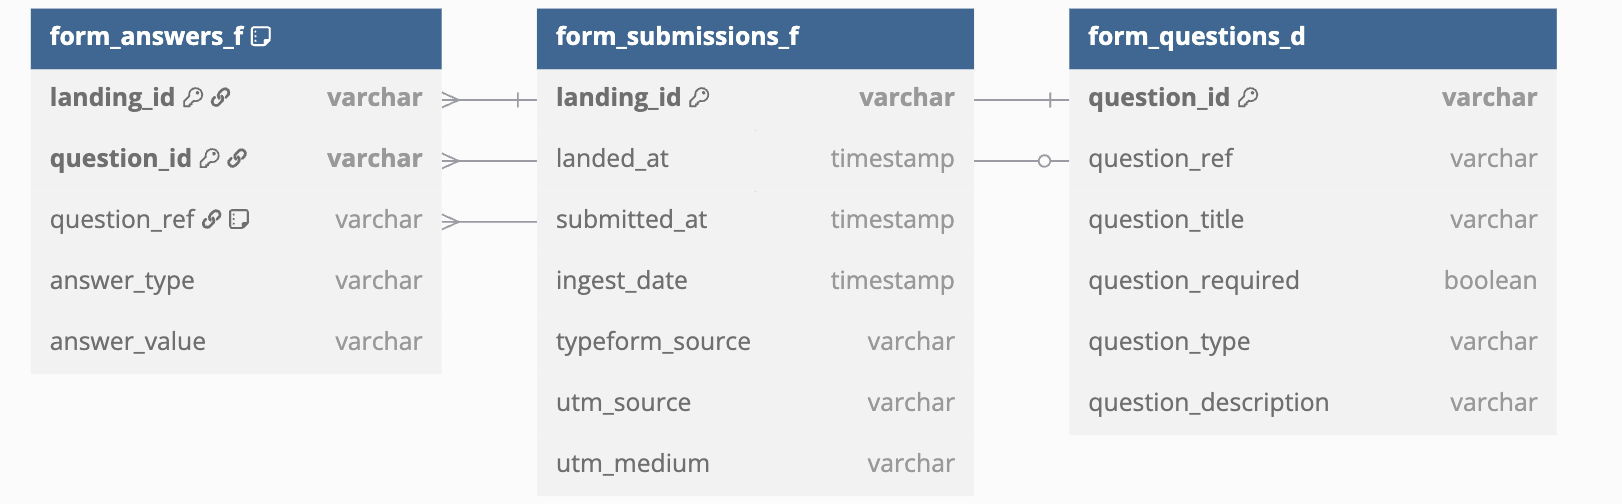 form_answers_f
landing_id varchar
question_id varchar
question_ref varchar
answer_type varchar
answer_value varchar
form_submissions_f
landing_id varchar
landed_at timestamp
submitted_at timestamp
ingest_date timestamp
typeform_source varchar
utm_source varchar
utm_medium varchar
form_questions_d
question_id varchar
question_ref varchar
question_title varchar
question_required boolean
question_type varchar
question_description varchar